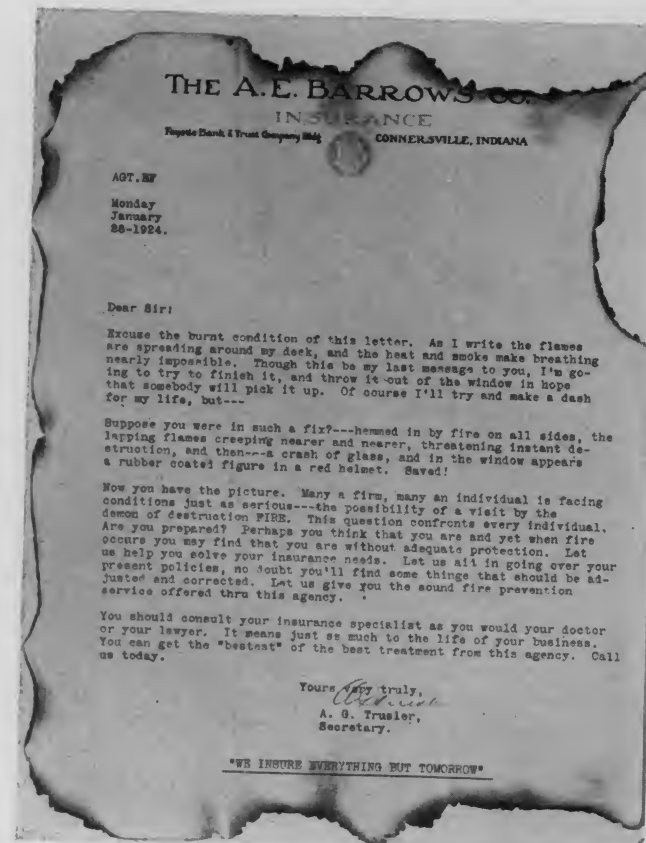 THE A.E. BARROWS CO.
INSURANCE
Fayette Bank & Trust Company Bldg
CONNERSVILLE, INDIANA
AGT.EF
Monday
January
28-1924.
Dear Sir:
Excuse the burnt condition of this letter. As I write the flames
are spreading around my desk, and the heat and smoke make breathing
nearly impossible. Though this be my last message to you, I'm go-
ing to try to finish it, and throw it out of the window in hope
that somebody will pick it up. Of course I'll try and make a dash
for my life, but---
Suppose you were in such a fix?---hemmed in by fire on all sides, the
lapping flames creeping nearer and nearer, threatening instant de-
struction, and then---a crash of glass, and in the window appears
a rubber coated figure in a red helmet. Saved!
Now you have the picture. Many a firm, many an individual is facing
conditions just as serious---the possibility of a visit by the
demon of destruction FIRE. This question confronts every individual.
Are you prepared? Perhaps you think that you are and yet when fire
occurs you may find that you are without adequate protection. Let
us help you solve your insurance needs. Let us aid in going over your
present policies, no doubt you'll find some things that should be ad-
justed and corrected. Let us give you the sound fire prevention
service offered thru this agency.
You should consult your insurance specialist as you would your doctor
or your lawyer. It means just as much to the life of your business.
You can get the "bestest" of the best treatment from this agency. Call
us today.
Yours very truly,
A. G. Trusler,
Secretary.
"WE INSURE EVERYTHING BUT TOMORROW"